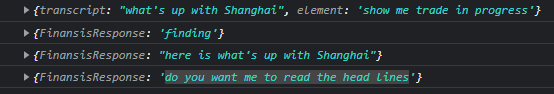 ▶ {transcript: "what's up with Shanghai", element: 'show me trade in progress'}
▶ {FinansisResponse: 'finding'}
▶ {FinansisResponse: "here is what's up with Shanghai"}
▶ {FinansisResponse: 'do you want me to read the head lines'}